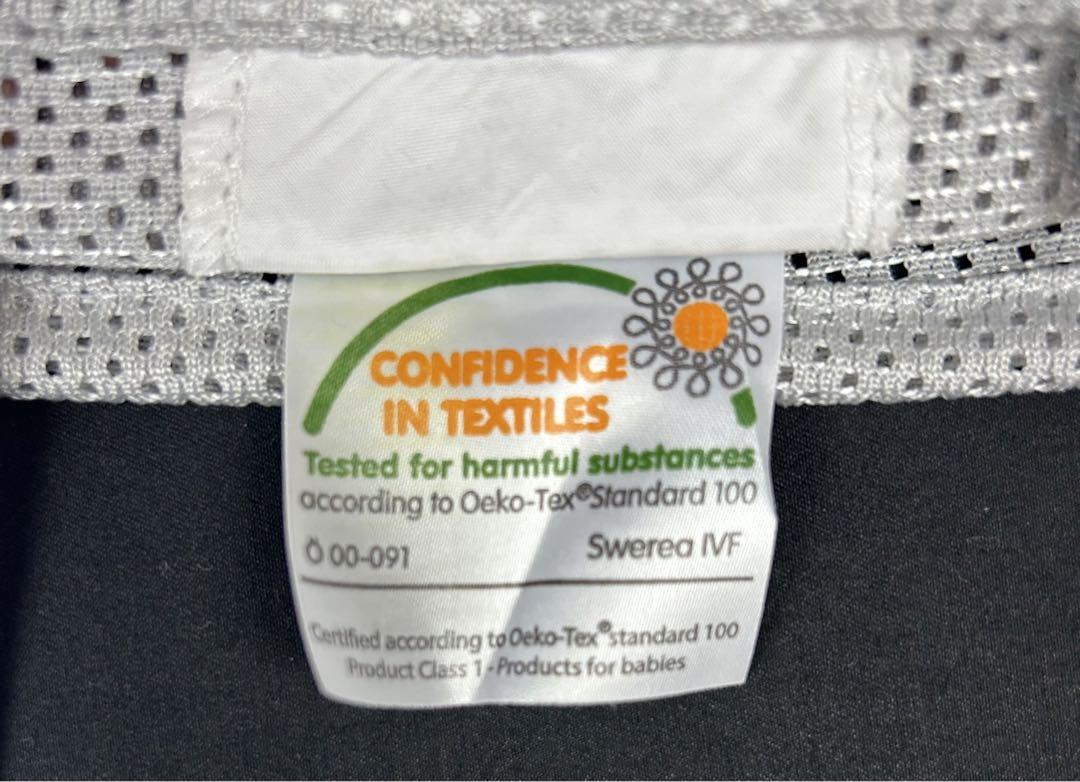 CONFIDENCE
IN TEXTILES
Tested for harmful substances
according to Oeko-Tex®Standard 100
Ö 00-091 Swerea IVF
Certified according to Oeko-Tex®standard 100
Product Class 1 - Products for babies